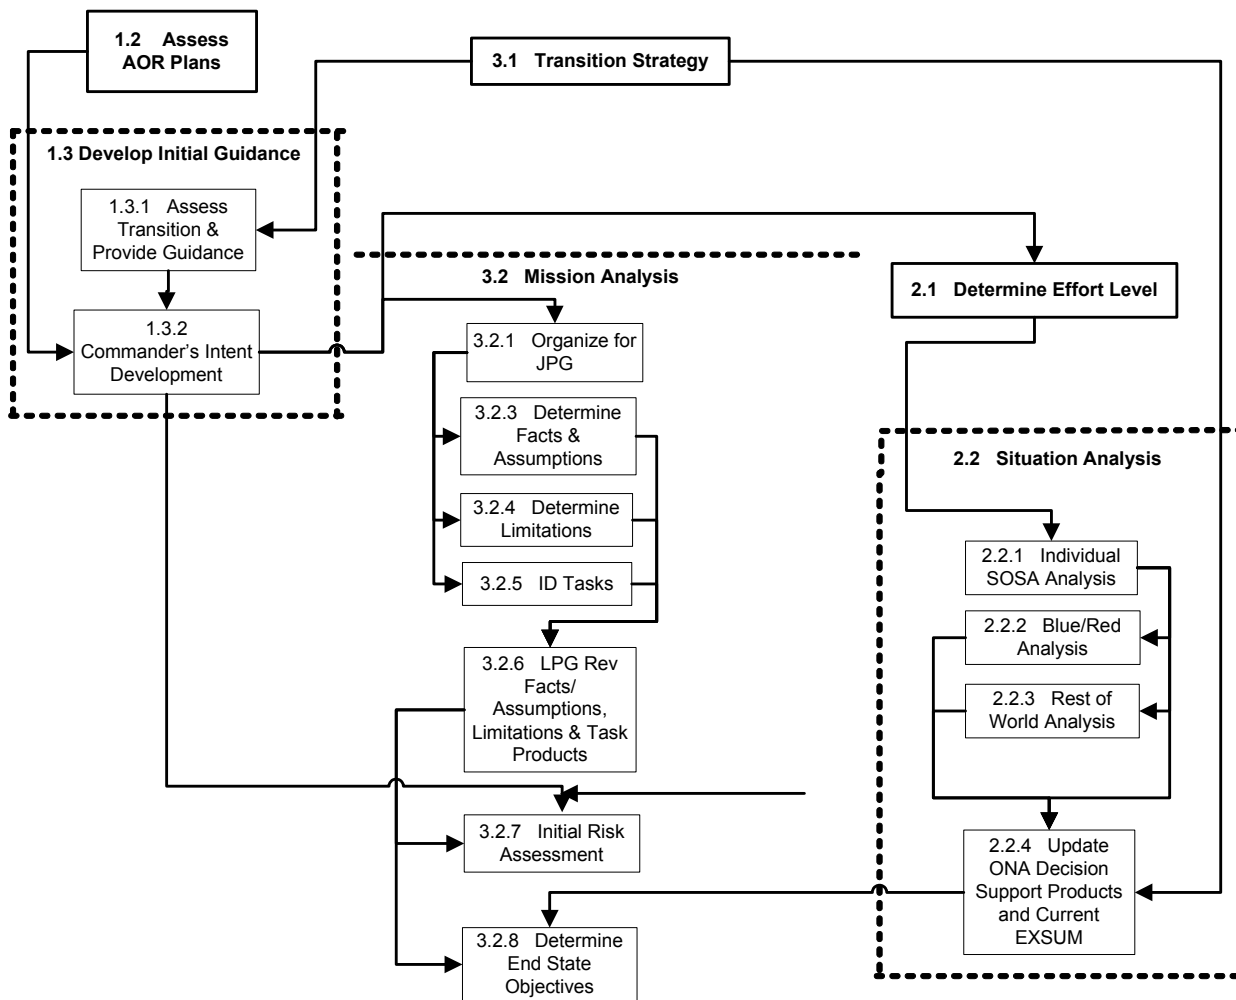 1.2 Assess
AOR Plans
3.1 Transition Strategy
1.3 Develop Initial Guidance
1.3.1 Assess
Transition &
Provide Guidance
1.3.2
Commander's Intent
Development
3.2 Mission Analysis
3.2.1 Organize for
JPG
3.2.3 Determine
Facts &
Assumptions
3.2.4 Determine
Limitations
3.2.5 ID Tasks
3.2.6 LPG Rev
Facts/
Assumptions,
Limitations & Task
Products
3.2.7 Initial Risk
Assessment
3.2.8 Determine
End State
Objectives
2.1 Determine Effort Level
2.2 Situation Analysis
2.2.1 Individual
SOSA Analysis
2.2.2 Blue/Red
Analysis
2.2.3 Rest of
World Analysis
2.2.4 Update
ONA Decision
Support Products
and Current
EXSUM